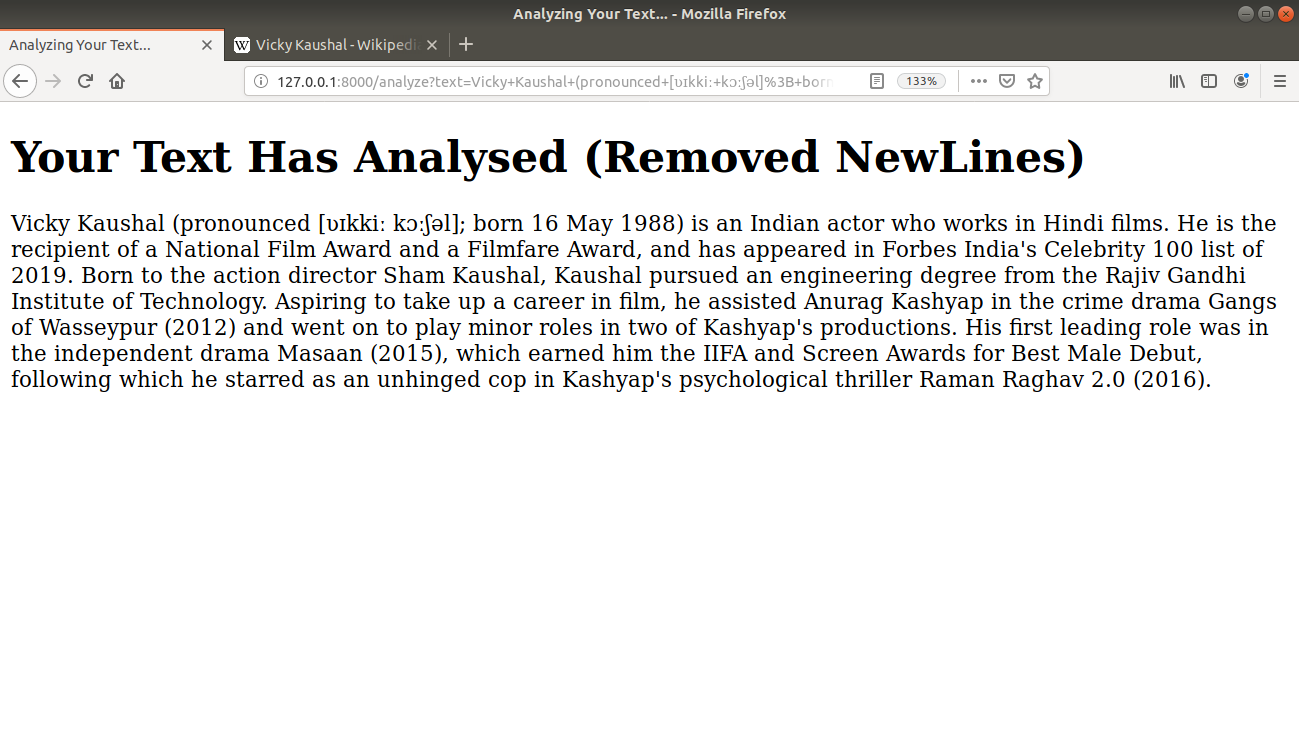 Analyzing Your Text... - Mozilla Firefox
Analyzing Your Text...
W Vicky Kaushal - Wikipedi
127.0.0.1:8000/analyze?text=Vicky+Kaushal+(pronounced+[ʋɪkkiː+kɔːʃəl]%3B+born
133%
Your Text Has Analysed (Removed NewLines)
Vicky Kaushal (pronounced [ʋɪkkiː kɔːʃəl]; born 16 May 1988) is an Indian actor who works in Hindi films. He is the
recipient of a National Film Award and a Filmfare Award, and has appeared in Forbes India's Celebrity 100 list of
2019. Born to the action director Sham Kaushal, Kaushal pursued an engineering degree from the Rajiv Gandhi
Institute of Technology. Aspiring to take up a career in film, he assisted Anurag Kashyap in the crime drama Gangs
of Wasseypur (2012) and went on to play minor roles in two of Kashyap's productions. His first leading role was in
the independent drama Masaan (2015), which earned him the IIFA and Screen Awards for Best Male Debut,
following which he starred as an unhinged cop in Kashyap's psychological thriller Raman Raghav 2.0 (2016).